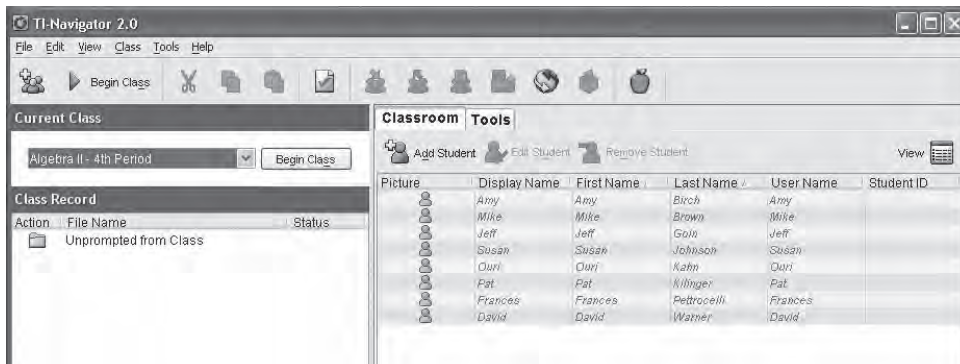 TI-Navigator 2.0
File Edit View Class Tools Help
Begin Class
Current Class
Algebra II - 4th Period
Begin Class
Class Record
Action File Name Status
Unprompted from Class
Classroom Tools
Add Student Edit Student Remove Student View
Picture Display Name First Name Last Name User Name Student ID
Amy Amy Birch Amy
Mike Mike Brown Mike
Jeff Jeff Goin Jeff
Susan Susan Johnson Susan
Ouri Ouri Kahn Ouri
Pat Pat Kilinger Pat
Frances Frances Pettrocelli Frances
David David Warner David